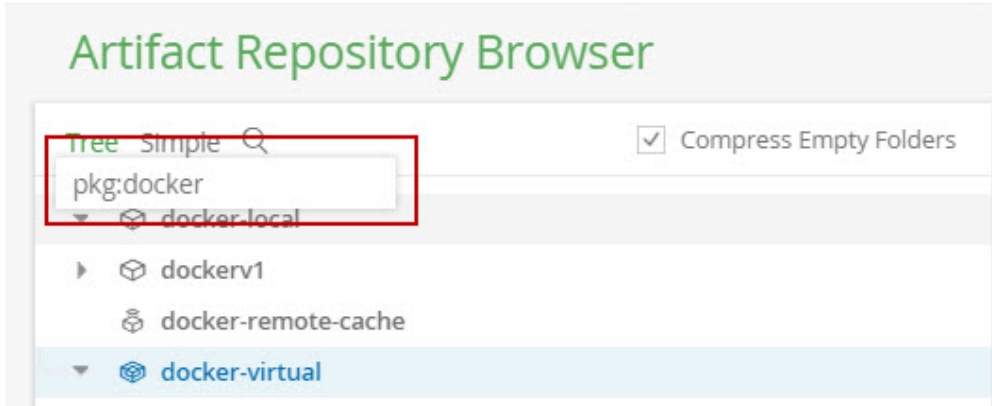 Artifact Repository Browser
Tree Simple Compress Empty Folders
pkg:docker
docker-local
dockerv1
docker-remote-cache
docker-virtual